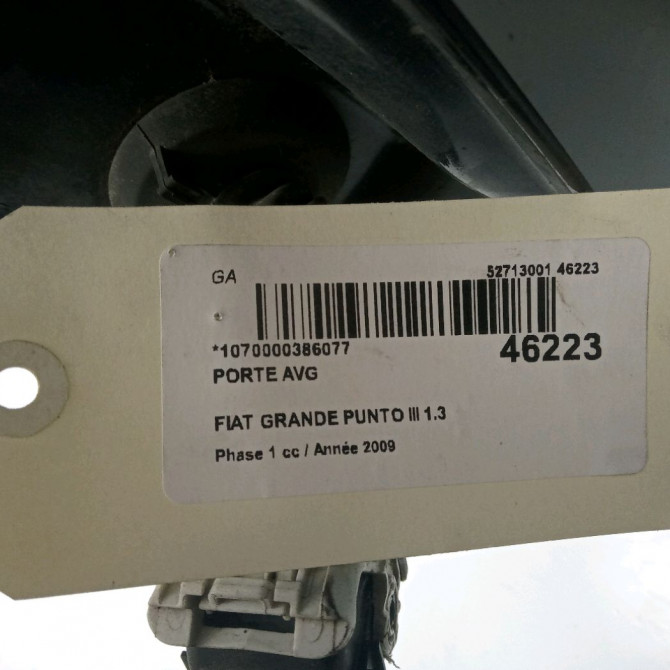 GA
52713001 46223
*1070000386077
46223
PORTE AVG
FIAT GRANDE PUNTO III 1.3
Phase 1 cc / Année 2009